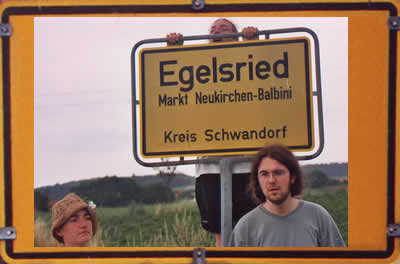 Egelsried
Markt Neukirchen-Balbini
Kreis Schwandorf